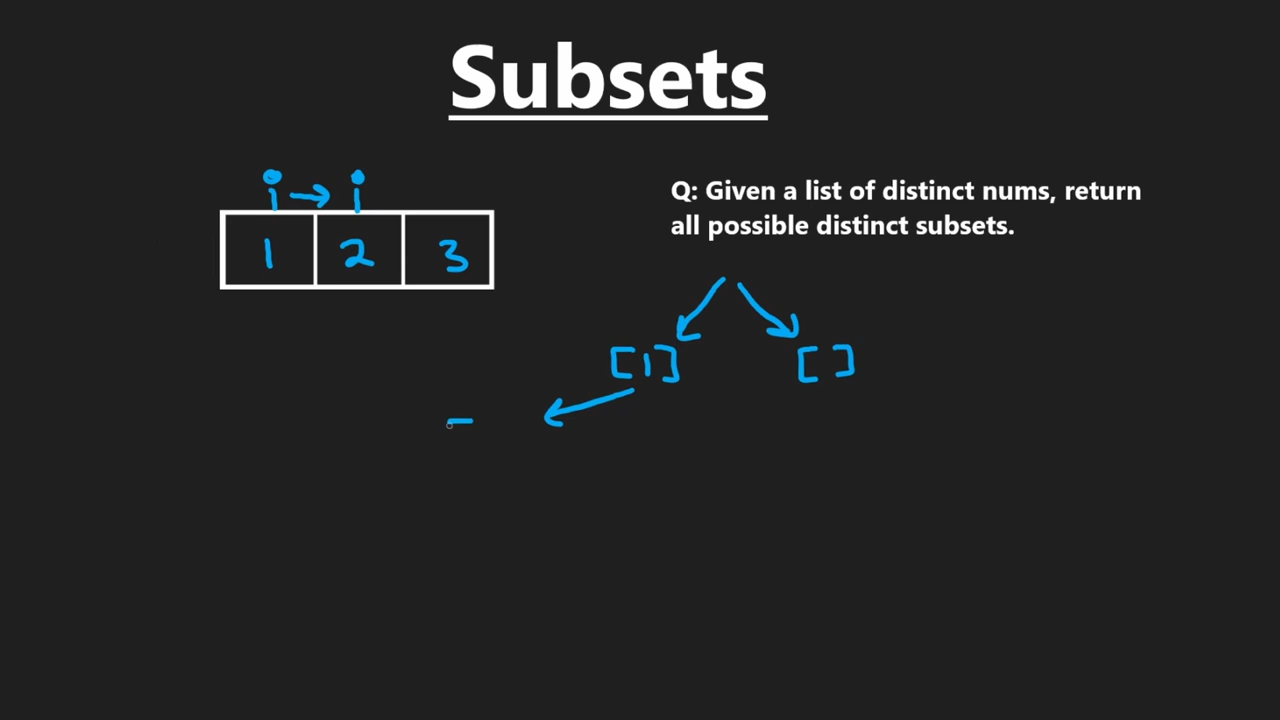 Subsets
i → i
1 2 3
Q: Given a list of distinct nums, return
all possible distinct subsets.
[1] [ ]